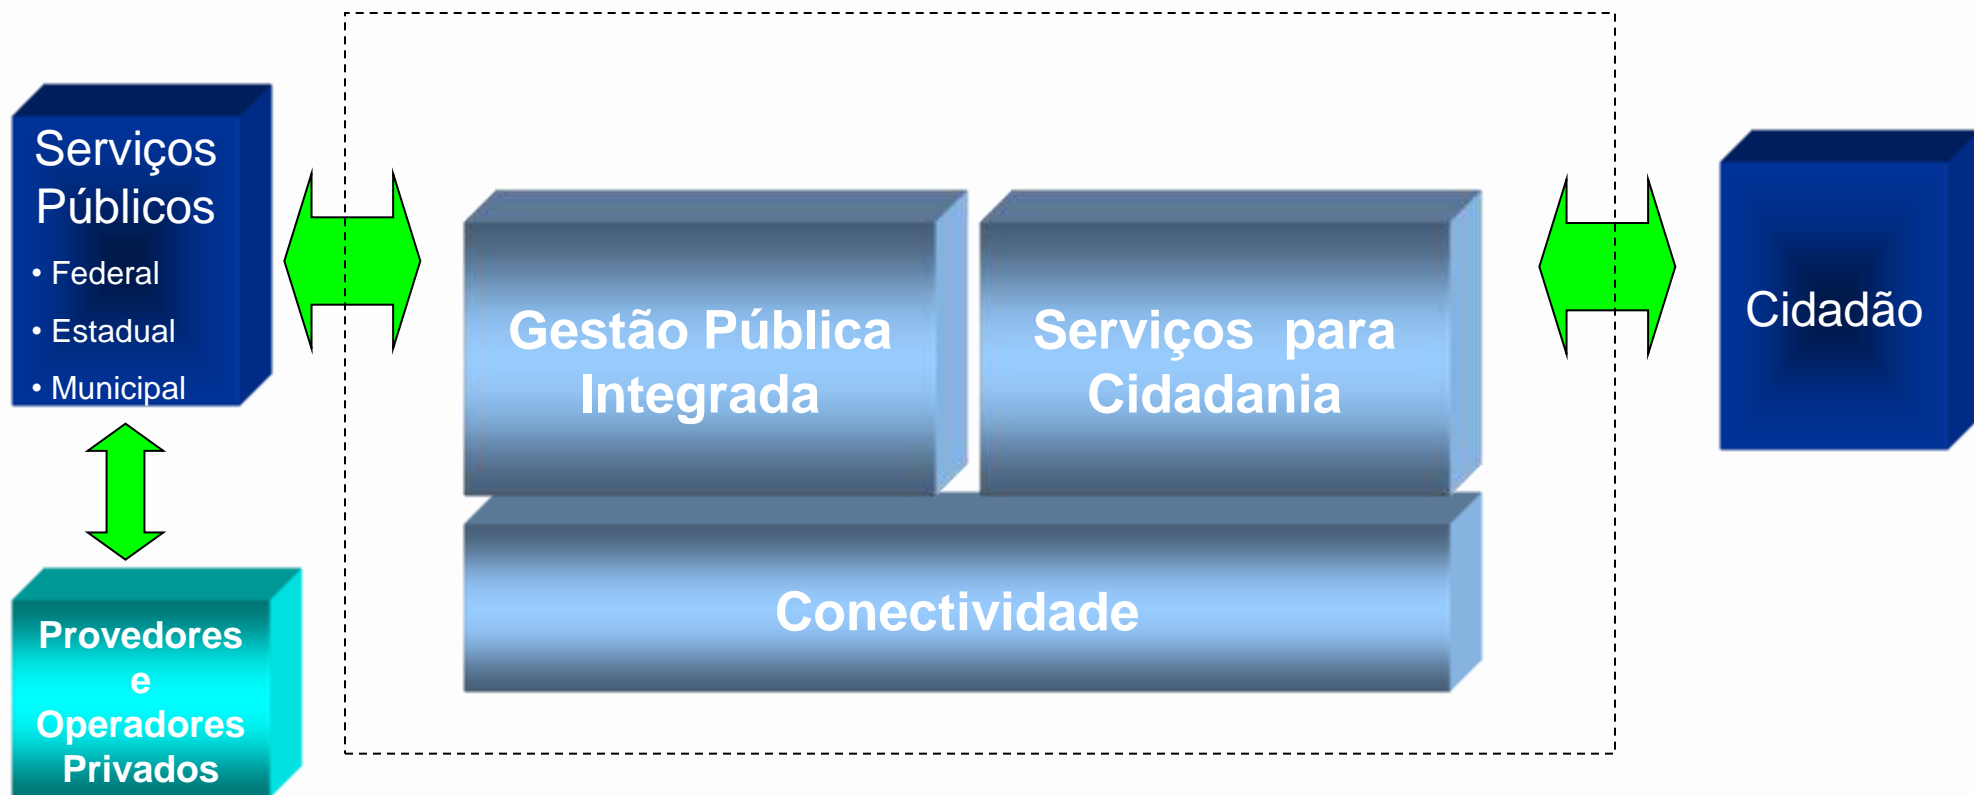 Serviços
Públicos
• Federal
• Estadual
• Municipal
Provedores
e
Operadores
Privados
Gestão Pública
Integrada
Serviços  para
Cidadania
Conectividade
Cidadão